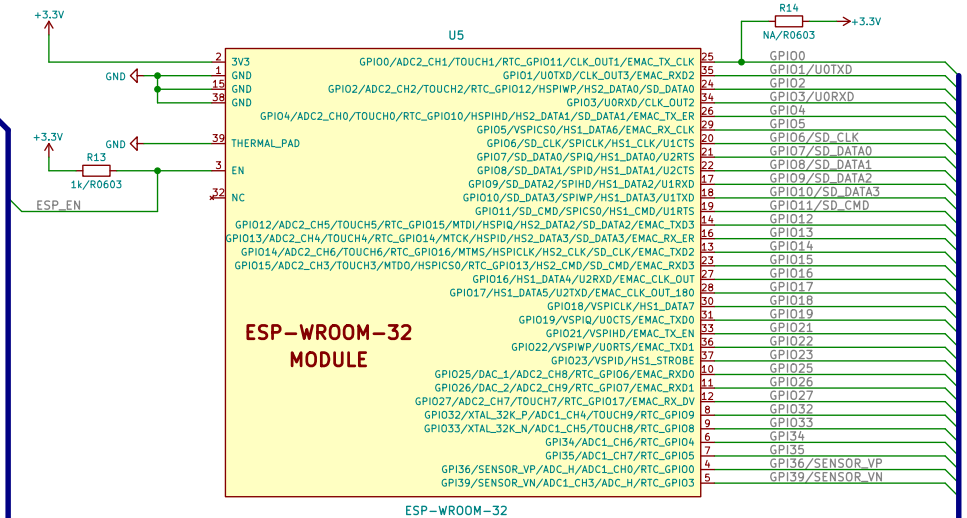 +3.3V
R14
+3.3V
NA/R0603
U5
2 3V3
GND 1 GND
15 GND
38 GND
+3.3V
GND 39 THERMAL_PAD
R13
1k/R0603
3 EN
ESP_EN
32 NC
GPIO0/ADC2_CH1/TOUCH1/RTC_GPIO11/CLK_OUT1/EMAC_TX_CLK 25 GPIO0
GPIO1/U0TXD/CLK_OUT3/EMAC_RXD2 35 GPIO1/U0TXD
GPIO2/ADC2_CH2/TOUCH2/RTC_GPIO12/HSPIWP/HS2_DATA0/SD_DATA0 24 GPIO2
GPIO3/U0RXD/CLK_OUT2 34 GPIO3/U0RXD
GPIO4/ADC2_CH0/TOUCH0/RTC_GPIO10/HSPIHD/HS2_DATA1/SD_DATA1/EMAC_TX_ER 26 GPIO4
GPIO5/VSPICS0/HS1_DATA6/EMAC_RX_CLK 29 GPIO5
GPIO6/SD_CLK/SPICLK/HS1_CLK/U1CTS 20 GPIO6/SD_CLK
GPIO7/SD_DATA0/SPIQ/HS1_DATA0/U2RTS 21 GPIO7/SD_DATA0
GPIO8/SD_DATA1/SPID/HS1_DATA1/U2CTS 22 GPIO8/SD_DATA1
GPIO9/SD_DATA2/SPIHD/HS1_DATA2/U1RXD 17 GPIO9/SD_DATA2
GPIO10/SD_DATA3/SPIWP/HS1_DATA3/U1TXD 18 GPIO10/SD_DATA3
GPIO11/SD_CMD/SPICS0/HS1_CMD/U1RTS 19 GPIO11/SD_CMD
GPIO12/ADC2_CH5/TOUCH5/RTC_GPIO15/MTDI/HSPIQ/HS2_DATA2/SD_DATA2/EMAC_TXD3 14 GPIO12
GPIO13/ADC2_CH4/TOUCH4/RTC_GPIO14/MTCK/HSPID/HS2_DATA3/SD_DATA3/EMAC_RX_ER 16 GPIO13
GPIO14/ADC2_CH6/TOUCH6/RTC_GPIO16/MTMS/HSPICLK/HS2_CLK/SD_CLK/EMAC_TXD2 13 GPIO14
GPIO15/ADC2_CH3/TOUCH3/MTDO/HSPICS0/RTC_GPIO13/HS2_CMD/SD_CMD/EMAC_RXD3 23 GPIO15
GPIO16/HS1_DATA4/U2RXD/EMAC_CLK_OUT 27 GPIO16
GPIO17/HS1_DATA5/U2TXD/EMAC_CLK_OUT_180 28 GPIO17
GPIO18/VSPICLK/HS1_DATA7 30 GPIO18
GPIO19/VSPIQ/U0CTS/EMAC_TXD0 31 GPIO19
GPIO21/VSPIHD/EMAC_TX_EN 33 GPIO21
GPIO22/VSPIWP/U0RTS/EMAC_TXD1 36 GPIO22
GPIO23/VSPID/HS1_STROBE 37 GPIO23
GPIO25/DAC_1/ADC2_CH8/RTC_GPIO6/EMAC_RXD0 10 GPIO25
GPIO26/DAC_2/ADC2_CH9/RTC_GPIO7/EMAC_RXD1 11 GPIO26
GPIO27/ADC2_CH7/TOUCH7/RTC_GPIO17/EMAC_RX_DV 12 GPIO27
GPIO32/XTAL_32K_P/ADC1_CH4/TOUCH9/RTC_GPIO9 8 GPIO32
GPIO33/XTAL_32K_N/ADC1_CH5/TOUCH8/RTC_GPIO8 9 GPIO33
GPI34/ADC1_CH6/RTC_GPIO4 6 GPI34
GPI35/ADC1_CH7/RTC_GPIO5 7 GPI35
GPI36/SENSOR_VP/ADC_H/ADC1_CH0/RTC_GPIO0 4 GPI36/SENSOR_VP
GPI39/SENSOR_VN/ADC1_CH3/ADC_H/RTC_GPIO3 5 GPI39/SENSOR_VN
ESP-WROOM-32
MODULE
ESP-WROOM-32